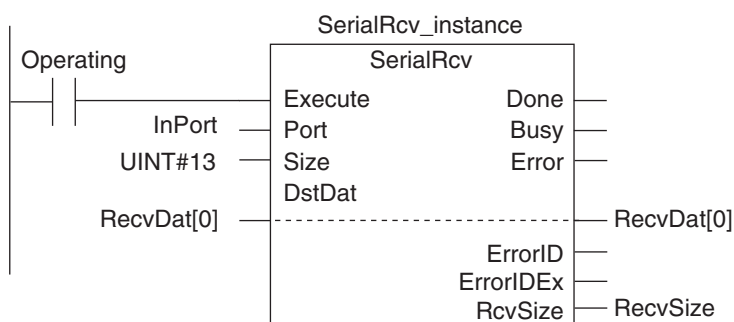 SerialRcv_instance
Operating
SerialRcv
Execute Done
InPort Port Busy
UINT#13 Size Error
DstDat
RecvDat[0] RecvDat[0]
ErrorID
ErrorIDEx
RcvSize RecvSize